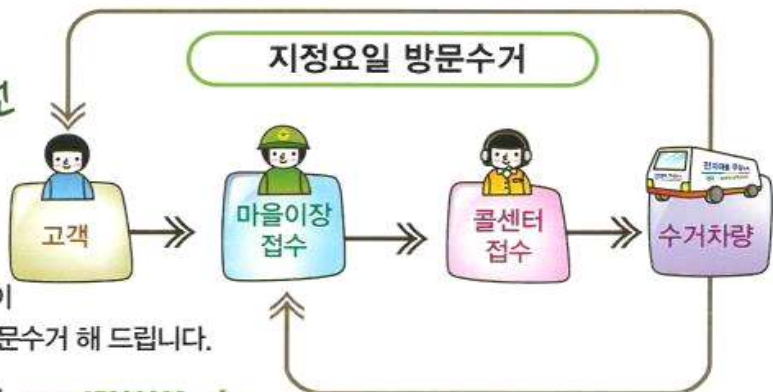 지정요일 방문수거
고객
마을이장
접수
콜센터
접수
수거차량
이
문수거 해 드립니다.